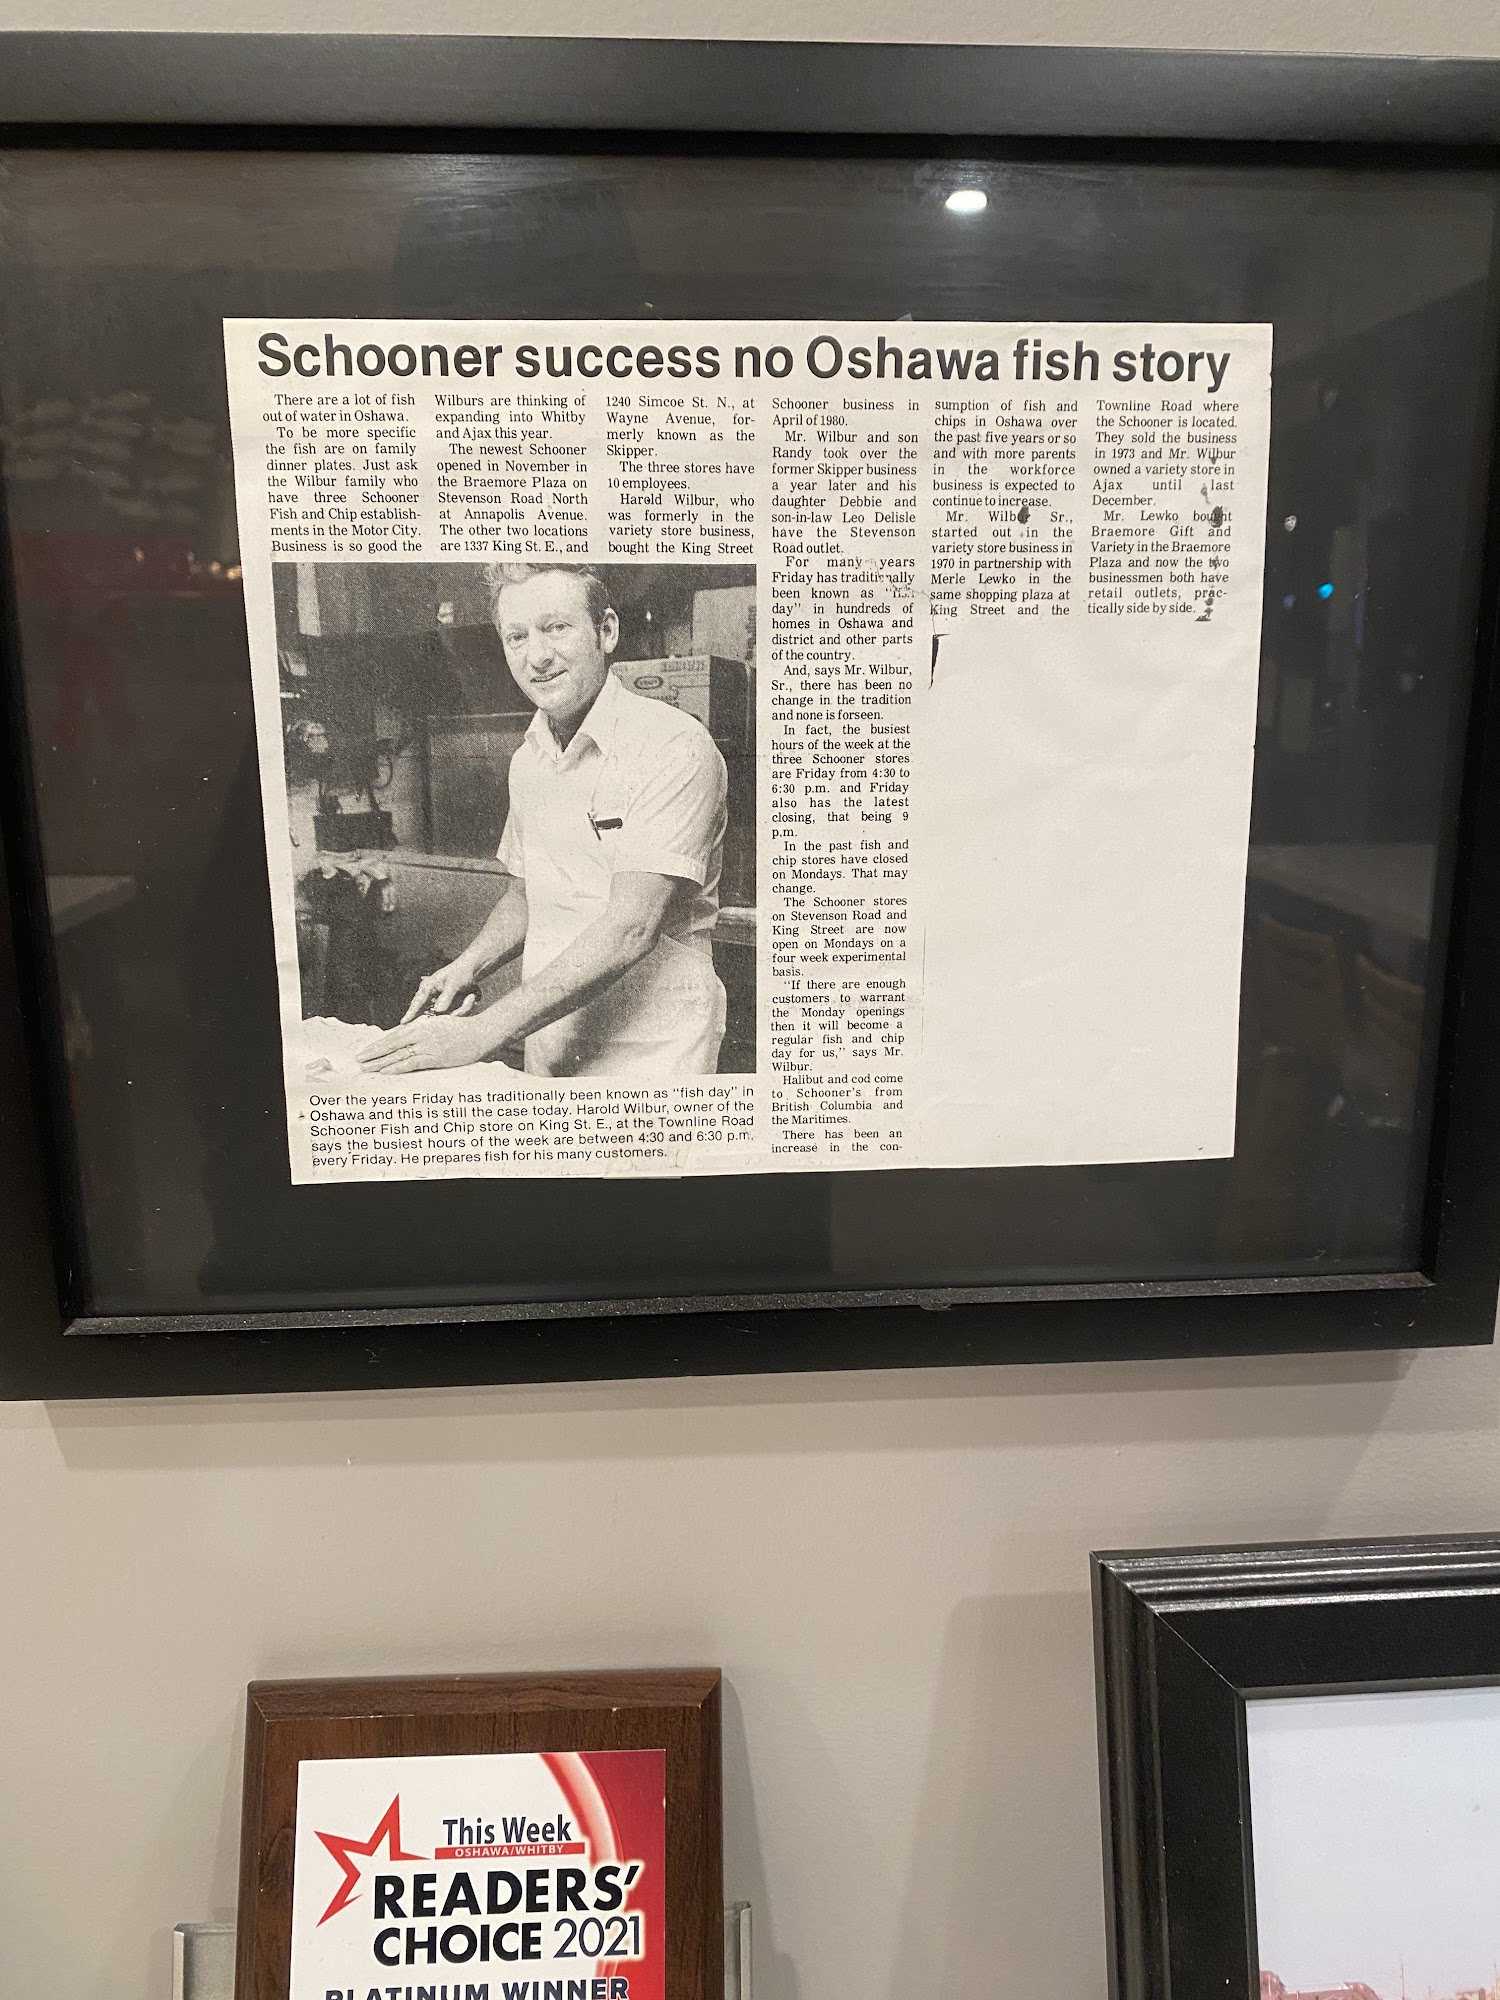 Schooner success no Oshawa fish story
There are a lot of fish
out of water in Oshawa.
To be more specific
the fish are on family
dinner plates. Just ask
the Wilbur family who
have three Schooner
Fish and Chip establish-
ments in the Motor City.
Business is so good the
Wilburs are thinking of
expanding into Whitby
and Ajax this year.
The newest Schooner
opened in November in
the Braemore Plaza on
Stevenson Road North
at Annapolis Avenue.
The other two locations
are 1337 King St. E., and
1240 Simcoe St. N., at
Wayne Avenue, for-
merly known as the
Skipper.
The three stores have
10 employees.
Harold Wilbur, who
was formerly in the
variety store business,
bought the King Street
Schooner business in
April of 1980.
Mr. Wilbur and son
Randy took over the
former Skipper business
a year later and his
daughter Debbie and
son-in-law Leo Delisle
have the Stevenson
Road outlet.
For many years
Friday has traditionally
been known as "fish
day" in hundreds of
homes in Oshawa and
district and other parts
of the country.
And, says Mr. Wilbur,
Sr., there has been no
change in the tradition
and none is forseen.
In fact, the busiest
hours of the week at the
three Schooner stores
are Friday from 4:30 to
6:30 p.m. and Friday
also has the latest
closing, that being 9
p.m.
In the past fish and
chip stores have closed
on Mondays. That may
change.
The Schooner stores
on Stevenson Road and
King Street are now
open on Mondays on a
four week experimental
basis.
"If there are enough
customers to warrant
the Monday openings
then it will become a
regular fish and chip
day for us," says Mr.
Wilbur.
Halibut and cod come
to Schooner's from
British Columbia and
the Maritimes.
There has been an
increase in the con-
sumption of fish and
chips in Oshawa over
the past five years or so
and with more parents
in the workforce
business is expected to
continue to increase.
Mr. Wilbur Sr.,
started out in the
variety store business in
1970 in partnership with
Merle Lewko in the
same shopping plaza at
King Street and the
Townline Road where
the Schooner is located.
They sold the business
in 1973 and Mr. Wilbur
owned a variety store in
Ajax until last
December.
Mr. Lewko bought
Braemore Gift and
Variety in the Braemore
Plaza and now the two
businessmen both have
retail outlets, prac-
tically side by side.
Over the years Friday has traditionally been known as "fish day" in
Oshawa and this is still the case today. Harold Wilbur, owner of the
Schooner Fish and Chip store on King St. E., at the Townline Road
says the busiest hours of the week are between 4:30 and 6:30 p.m.
every Friday. He prepares fish for his many customers.
This Week
OSHAWA/WHITBY
READERS'
CHOICE 2021
PLATINUM WINNER